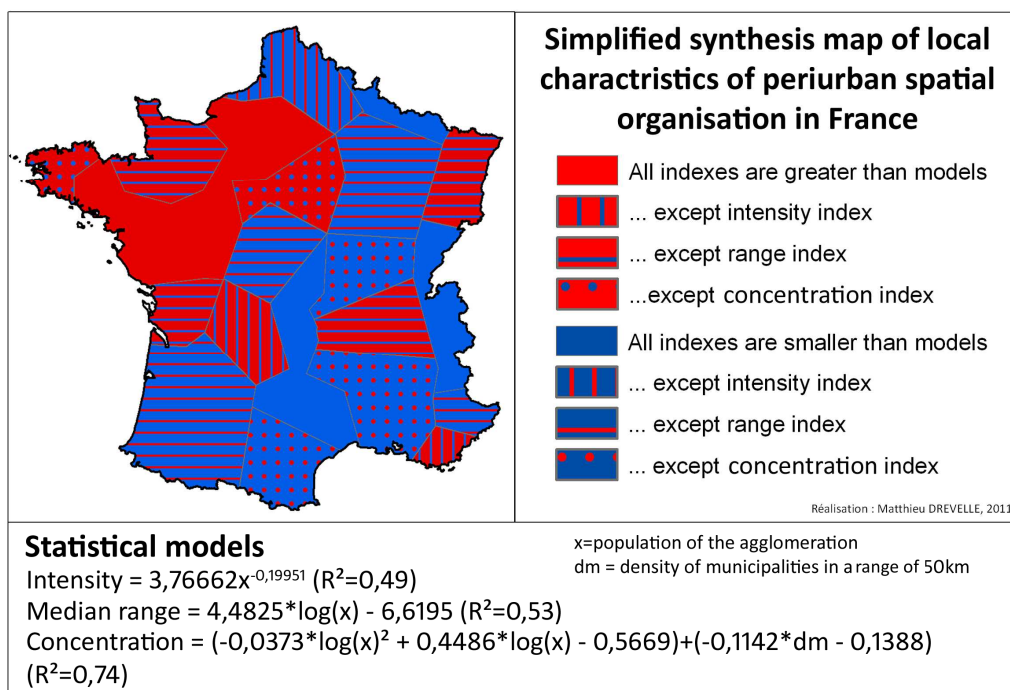 Simplified synthesis map of local
charactristics of periurban spatial
organisation in France
All indexes are greater than models
... except intensity index
... except range index
...except concentration index
All indexes are smaller than models
... except intensity index
... except range index
... except concentration index
Réalisation : Matthieu DREVELLE, 2011
Statistical models
Intensity = 3,76662x^-0,19951 (R²=0,49)
Median range = 4,4825*log(x) - 6,6195 (R²=0,53)
Concentration = (-0,0373*log(x)² + 0,4486*log(x) - 0,5669)+(-0,1142*dm - 0,1388)
(R²=0,74)
x=population of the agglomeration
dm = density of municipalities in a range of 50km